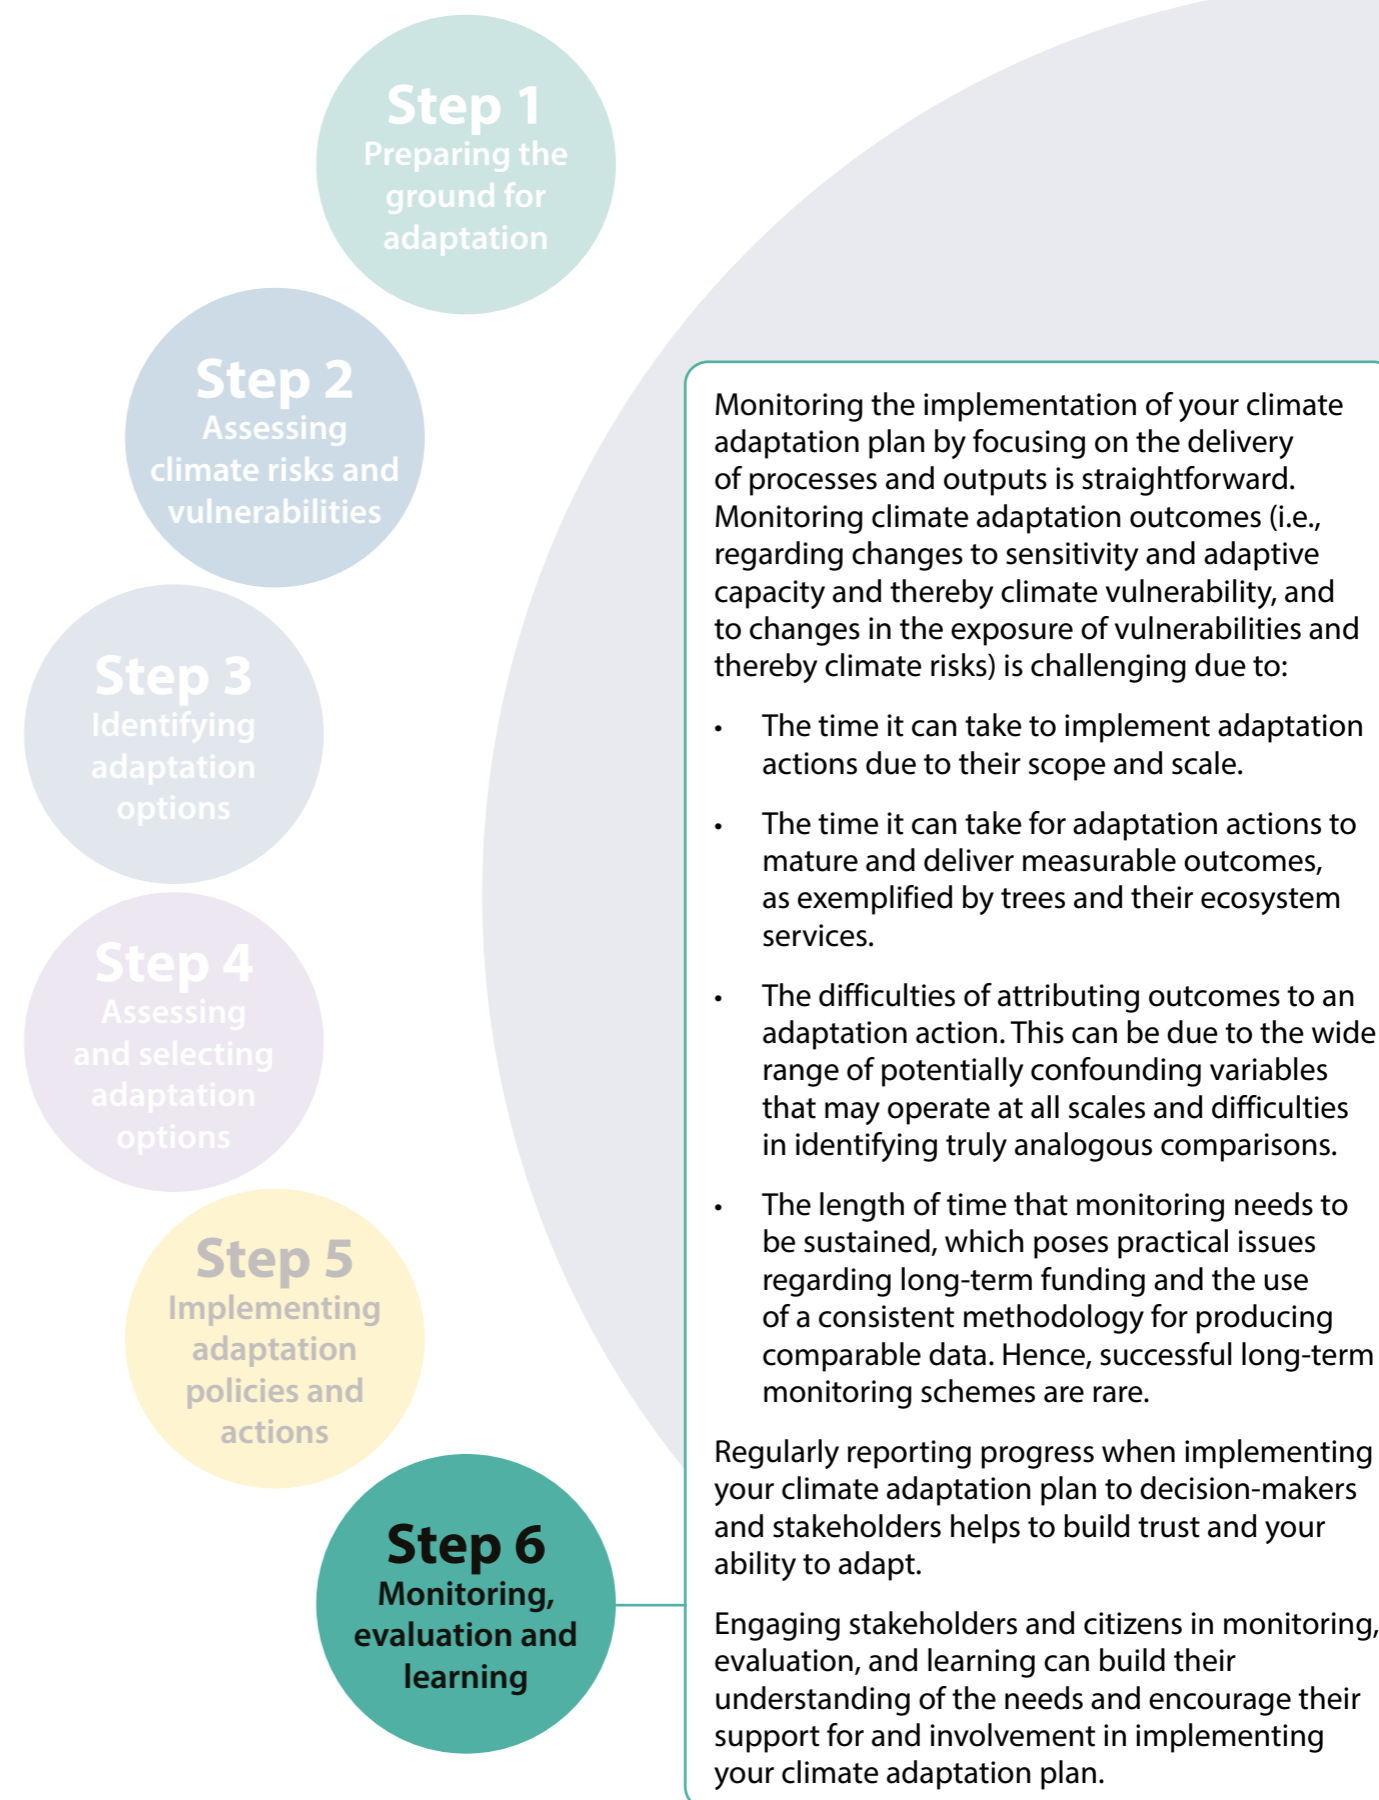 Step 1
Preparing the
ground for
adaptation
Step 2
Assessing
climate risks and
vulnerabilities
Step 3
Identifying
adaptation
options
Step 4
Assessing
and selecting
adaptation
options
Step 5
Implementing
adaptation
policies and
actions
Step 6
Monitoring,
evaluation and
learning
Monitoring the implementation of your climate
adaptation plan by focusing on the delivery
of processes and outputs is straightforward.
Monitoring climate adaptation outcomes (i.e.,
regarding changes to sensitivity and adaptive
capacity and thereby climate vulnerability, and
to changes in the exposure of vulnerabilities and
thereby climate risks) is challenging due to:
• The time it can take to implement adaptation
actions due to their scope and scale.
• The time it can take for adaptation actions to
mature and deliver measurable outcomes,
as exemplified by trees and their ecosystem
services.
• The difficulties of attributing outcomes to an
adaptation action. This can be due to the wide
range of potentially confounding variables
that may operate at all scales and difficulties
in identifying truly analogous comparisons.
• The length of time that monitoring needs to
be sustained, which poses practical issues
regarding long-term funding and the use
of a consistent methodology for producing
comparable data. Hence, successful long-term
monitoring schemes are rare.
Regularly reporting progress when implementing
your climate adaptation plan to decision-makers
and stakeholders helps to build trust and your
ability to adapt.
Engaging stakeholders and citizens in monitoring,
evaluation, and learning can build their
understanding of the needs and encourage their
support for and involvement in implementing
your climate adaptation plan.